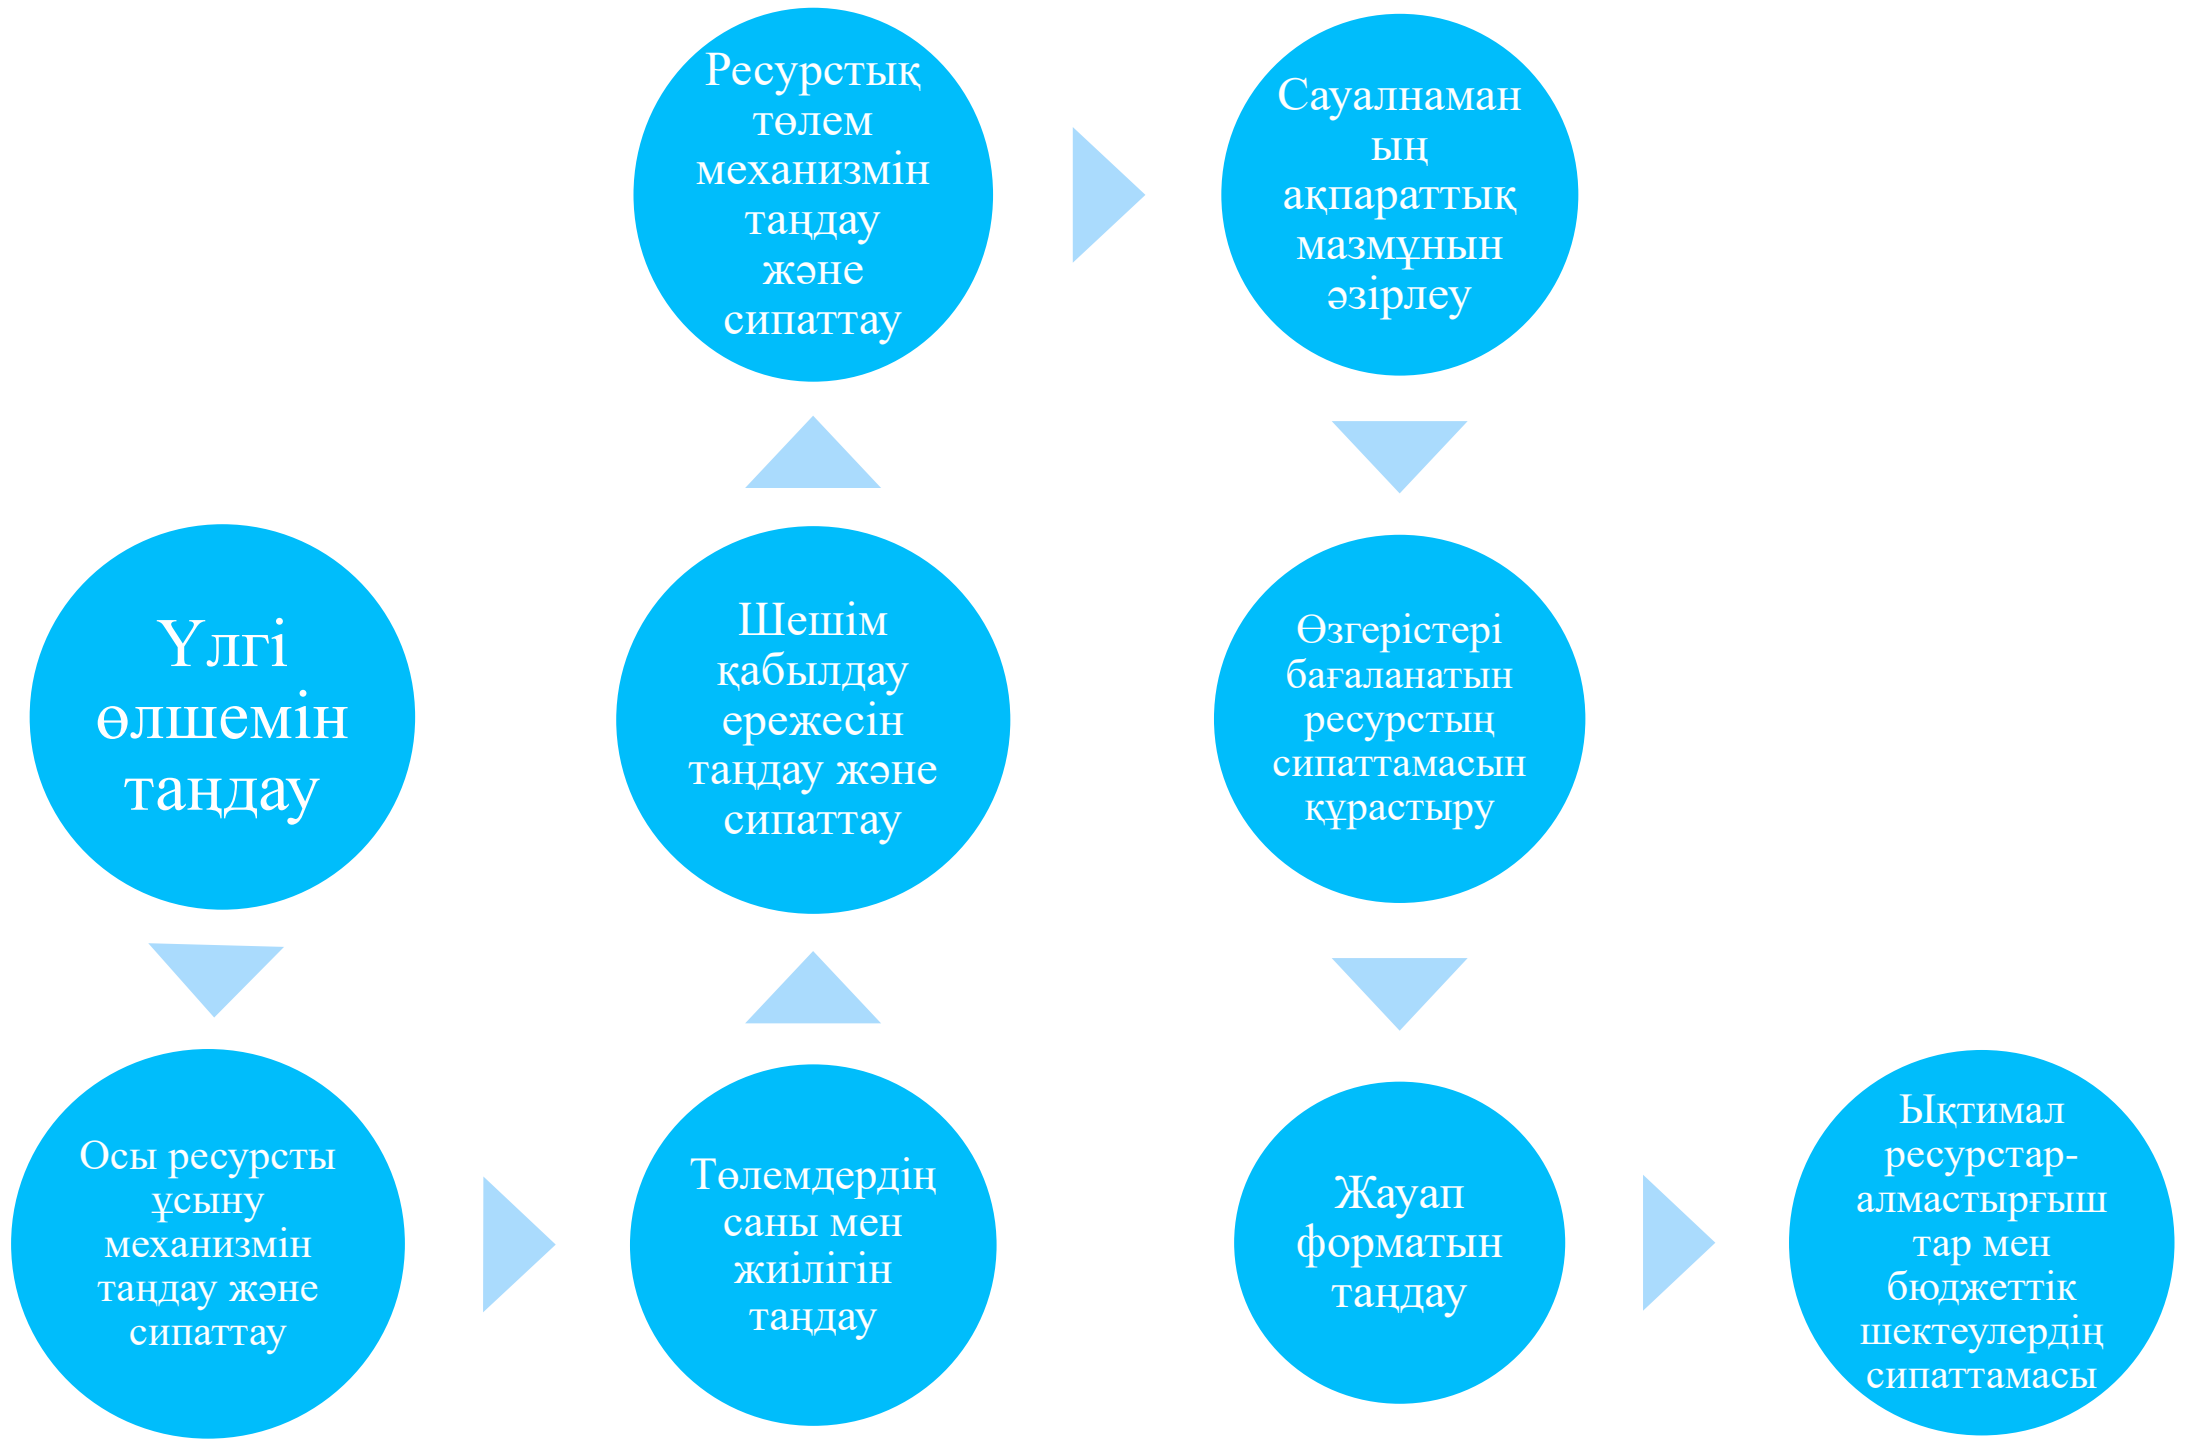 Үлгі
өлшемін
таңдау
Осы ресурсты
ұсыну
механизмін
таңдау және
сипаттау
Төлемдердің
саны мен
жиілігін
таңдау
Шешім
қабылдау
ережесін
таңдау және
сипаттау
Ресурстық
төлем
механизмін
таңдау
және
сипаттау
Сауалнаман
ың
ақпараттық
мазмұнын
әзірлеу
Өзгерістері
бағаланатын
ресурстың
сипаттамасын
құрастыру
Жауап
форматын
таңдау
Ықтимал
ресурстар-
алмастырғыш
тар мен
бюджеттік
шектеулердің
сипаттамасы